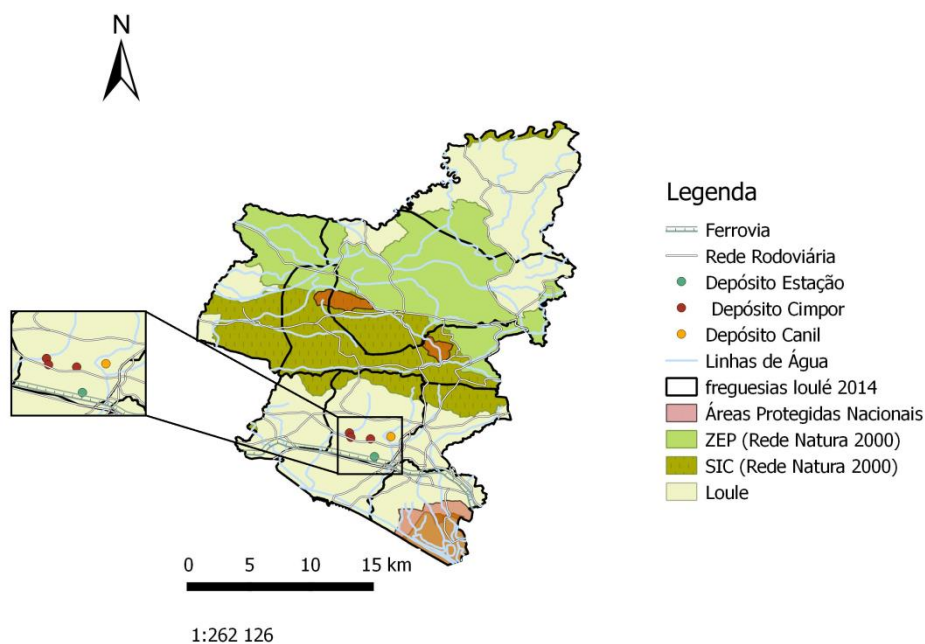 N
Legenda
Ferrovia
Rede Rodoviária
Depósito Estação
Depósito Cimpor
Depósito Canil
Linhas de Água
freguesias loulé 2014
Áreas Protegidas Nacionais
ZEP (Rede Natura 2000)
SIC (Rede Natura 2000)
Loule
0 5 10 15 km
1:262 126